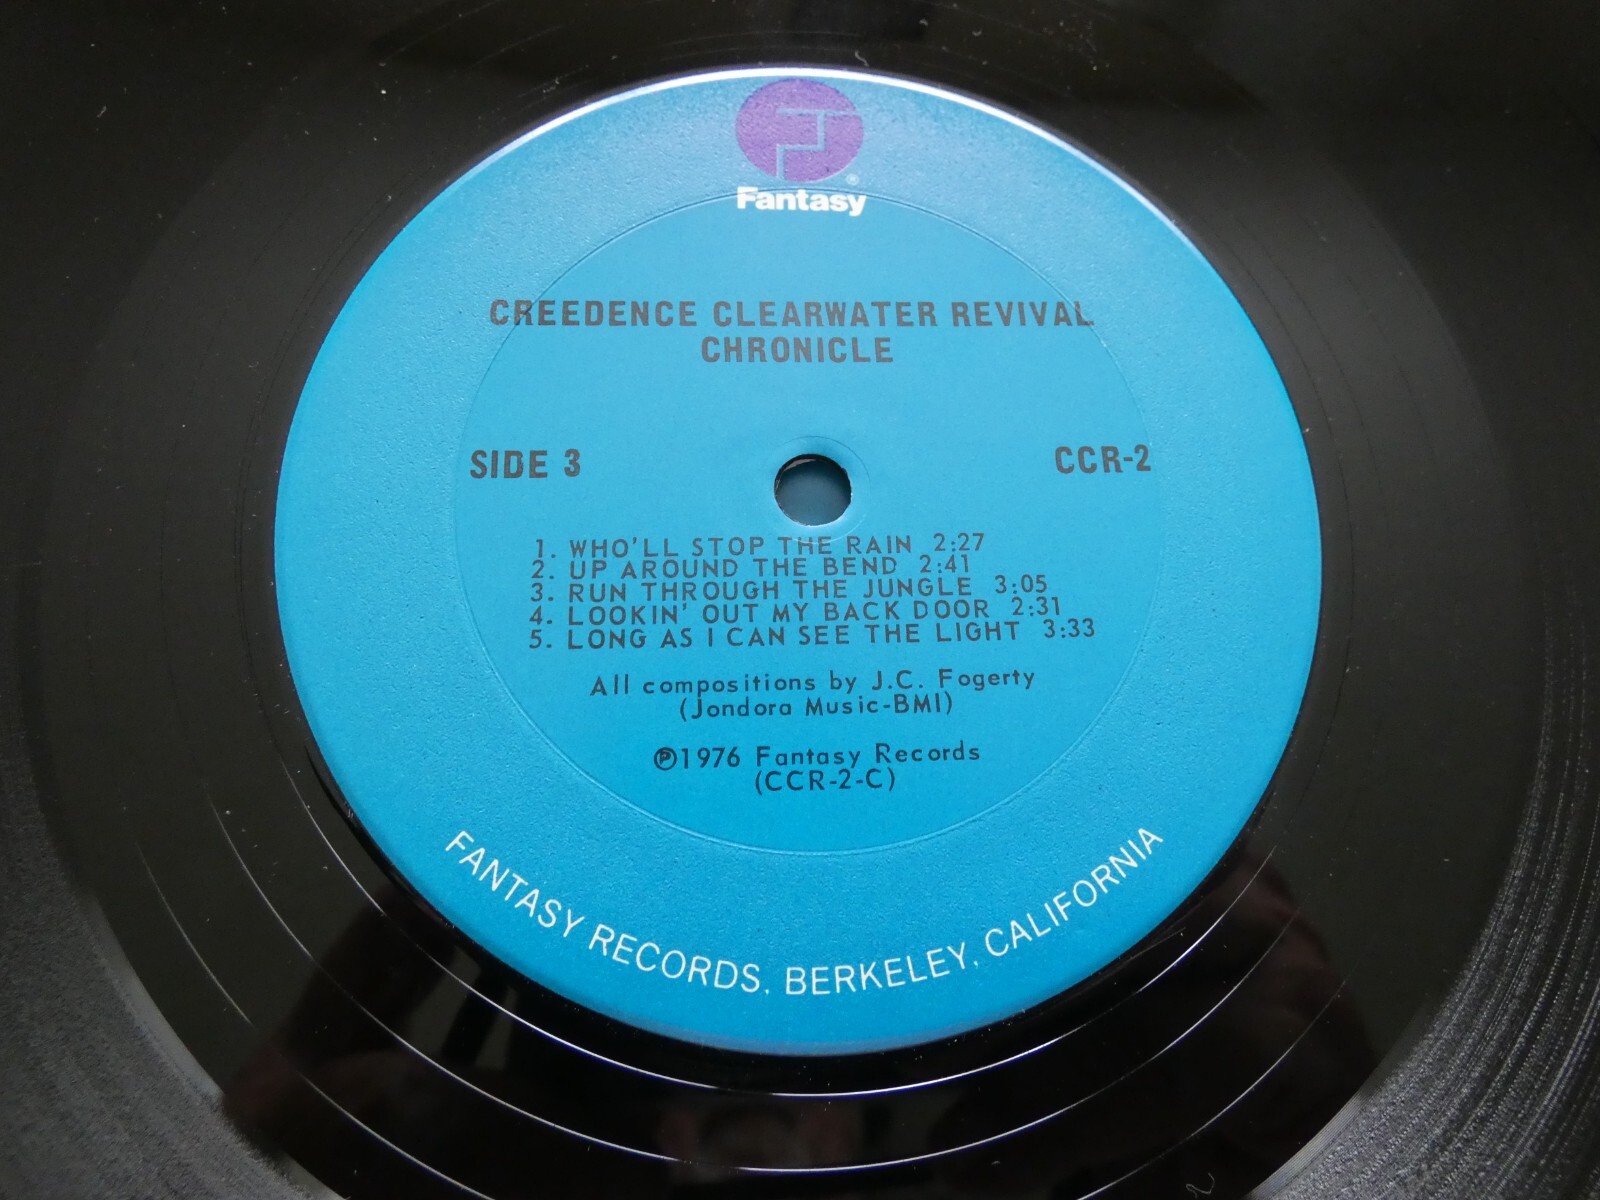 Fantasy®
CREEDENCE CLEARWATER REVIVAL
CHRONICLE
SIDE 3 CCR-2
1. WHO'LL STOP THE RAIN 2:27
2. UP AROUND THE BEND 2:41
3. RUN THROUGH THE JUNGLE 3:05
4. LOOKIN' OUT MY BACK DOOR 2:31
5. LONG AS I CAN SEE THE LIGHT 3:33
All compositions by J.C. Fogerty
(Jondora Music-BMI)
℗1976 Fantasy Records
(CCR-2-C)
FANTASY RECORDS, BERKELEY, CALIFORNIA